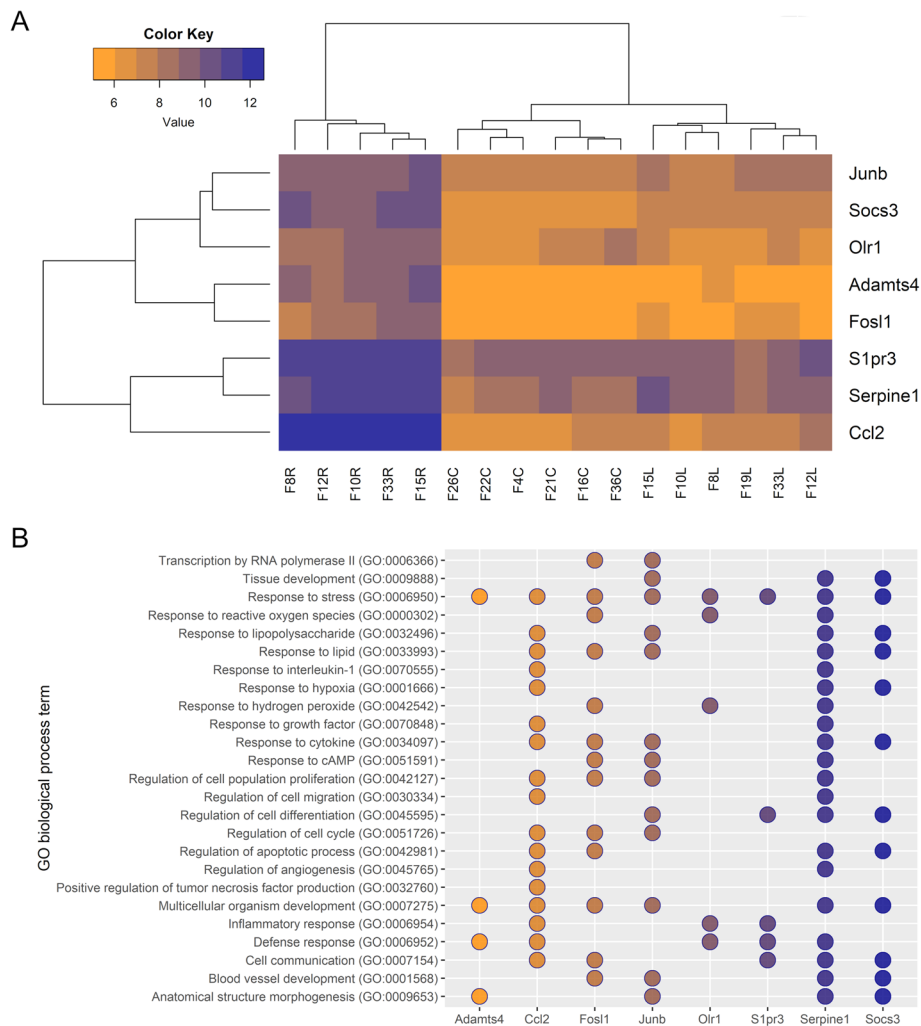 A
Color Key
6 8 10 12
Value
Junb
Socs3
Olr1
Adamts4
Fosl1
S1pr3
Serpine1
Ccl2
F8R F12R F10R F33R F15R F26C F22C F4C F21C F16C F36C F15L F10L F8L F19L F33L F12L
B
GO biological process term
Transcription by RNA polymerase II (GO:0006366)
Tissue development (GO:0009888)
Response to stress (GO:0006950)
Response to reactive oxygen species (GO:0000302)
Response to lipopolysaccharide (GO:0032496)
Response to lipid (GO:0033993)
Response to interleukin-1 (GO:0070555)
Response to hypoxia (GO:0001666)
Response to hydrogen peroxide (GO:0042542)
Response to growth factor (GO:0070848)
Response to cytokine (GO:0034097)
Response to cAMP (GO:0051591)
Regulation of cell population proliferation (GO:0042127)
Regulation of cell migration (GO:0030334)
Regulation of cell differentiation (GO:0045595)
Regulation of cell cycle (GO:0051726)
Regulation of apoptotic process (GO:0042981)
Regulation of angiogenesis (GO:0045765)
Positive regulation of tumor necrosis factor production (GO:0032760)
Multicellular organism development (GO:0007275)
Inflammatory response (GO:0006954)
Defense response (GO:0006952)
Cell communication (GO:0007154)
Blood vessel development (GO:0001568)
Anatomical structure morphogenesis (GO:0009653)
Adamts4 Ccl2 Fosl1 Junb Olr1 S1pr3 Serpine1 Socs3